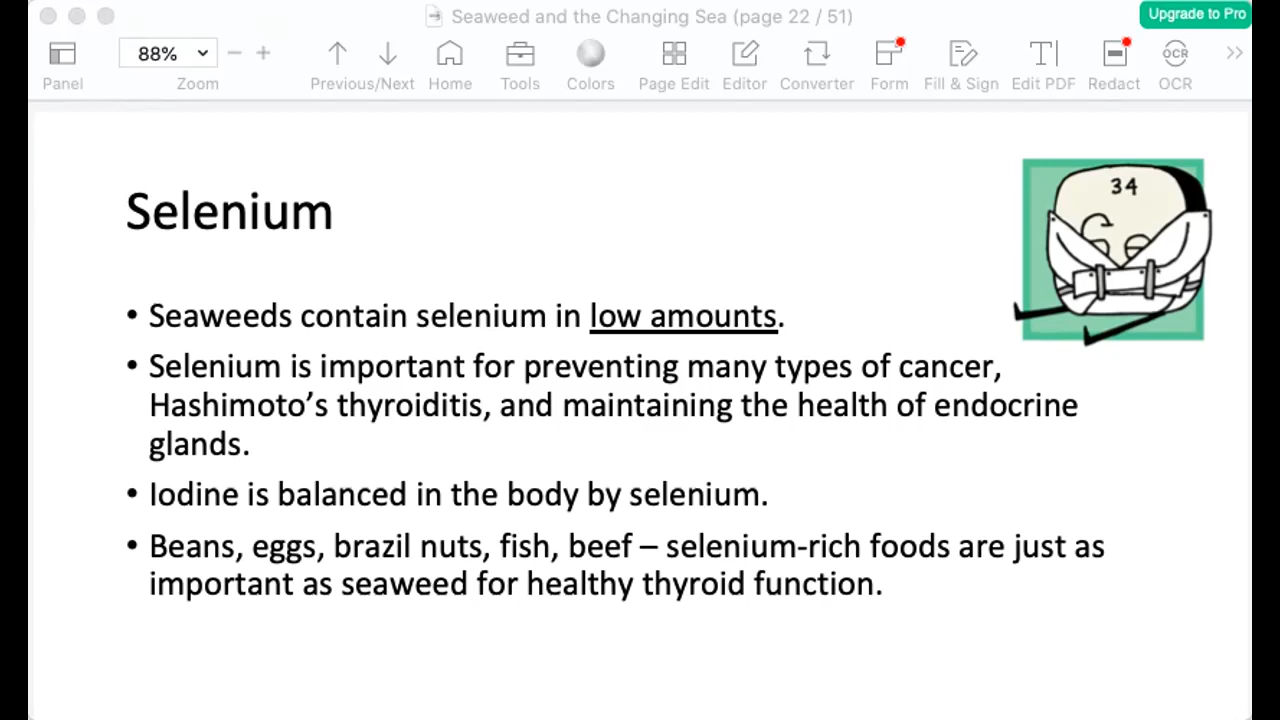 Seaweed and the Changing Sea (page 22 / 51)
Upgrade to Pro
88%
Panel
Zoom
Previous/Next
Home
Tools
Colors
Page Edit
Editor
Converter
Form
Fill & Sign
Edit PDF
Redact
OCR
OCR
34
Selenium
• Seaweeds contain selenium in low amounts.
• Selenium is important for preventing many types of cancer,
Hashimoto’s thyroiditis, and maintaining the health of endocrine
glands.
• Iodine is balanced in the body by selenium.
• Beans, eggs, brazil nuts, fish, beef – selenium-rich foods are just as
important as seaweed for healthy thyroid function.